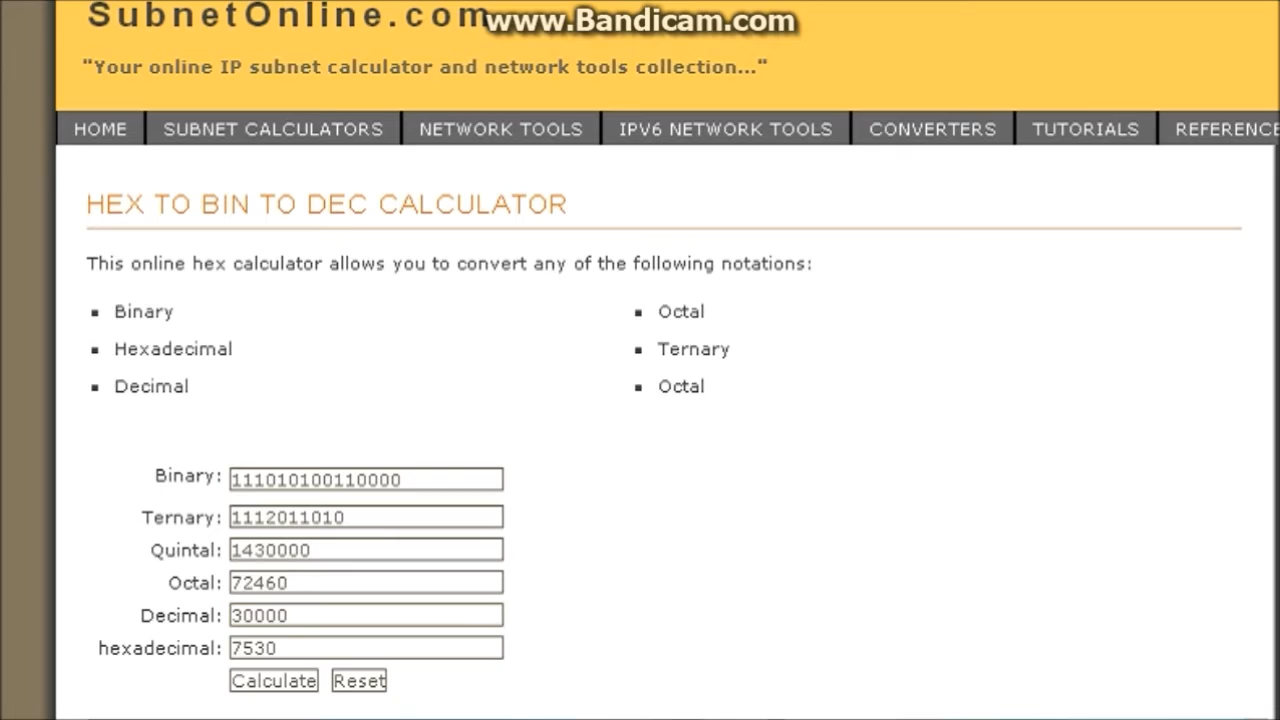 SubnetOnline.com
www.Bandicam.com
"Your online IP subnet calculator and network tools collection..."
HOME SUBNET CALCULATORS NETWORK TOOLS IPV6 NETWORK TOOLS CONVERTERS TUTORIALS REFERENCE
HEX TO BIN TO DEC CALCULATOR
This online hex calculator allows you to convert any of the following notations:
▪ Binary ▪ Octal
▪ Hexadecimal ▪ Ternary
▪ Decimal ▪ Octal
Binary: 111010100110000
Ternary: 1112011010
Quintal: 1430000
Octal: 72460
Decimal: 30000
hexadecimal: 7530
Calculate Reset